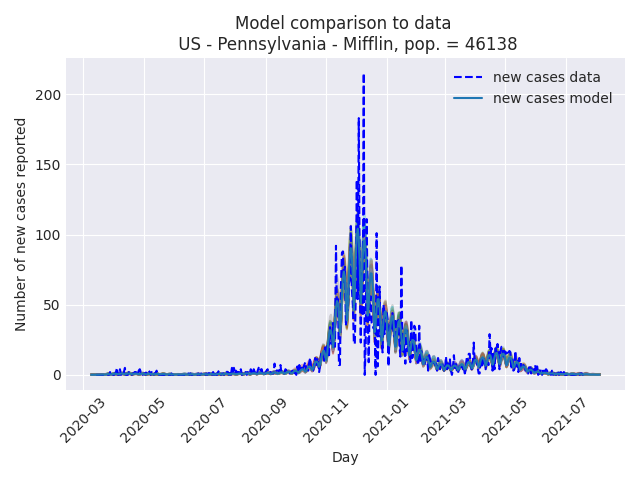 Model comparison to data
US - Pennsylvania - Mifflin, pop. = 46138
new cases data
new cases model
Number of new cases reported
200
150
100
50
0
2020-03
2020-05
2020-07
2020-09
2020-11
2021-01
2021-03
2021-05
2021-07
Day